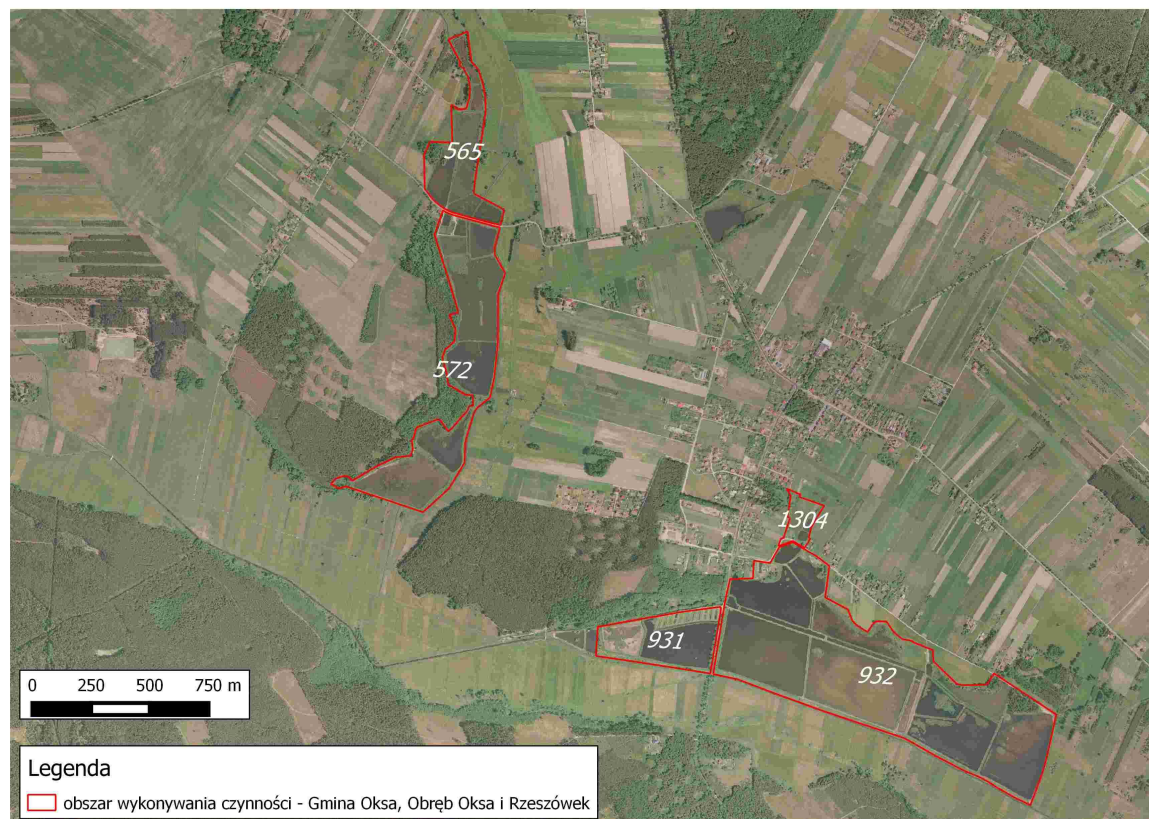 565
572
1304
931
932
0 250 500 750 m
Legenda
obszar wykonywania czynności - Gmina Oksa, Obręb Oksa i Rzeszówek